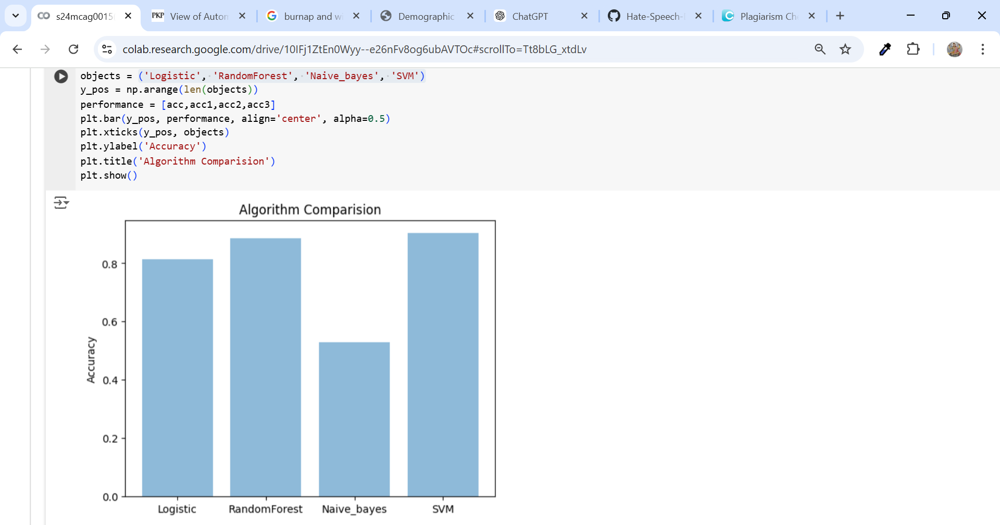 s24mcag0015
View of Autom
burnap and w
Demographic
ChatGPT
Hate-Speech-
Plagiarism Ch
colab.research.google.com/drive/10IFj1ZtEn0Wyy--e26nFv8og6ubAVTOc#scrollTo=Tt8bLG_xtdLv
objects = ('Logistic', 'RandomForest', 'Naive_bayes', 'SVM')
y_pos = np.arange(len(objects))
performance = [acc,acc1,acc2,acc3]
plt.bar(y_pos, performance, align='center', alpha=0.5)
plt.xticks(y_pos, objects)
plt.ylabel('Accuracy')
plt.title('Algorithm Comparision')
plt.show()
Algorithm Comparision
Accuracy
0.8
0.6
0.4
0.2
0.0
Logistic RandomForest Naive_bayes SVM